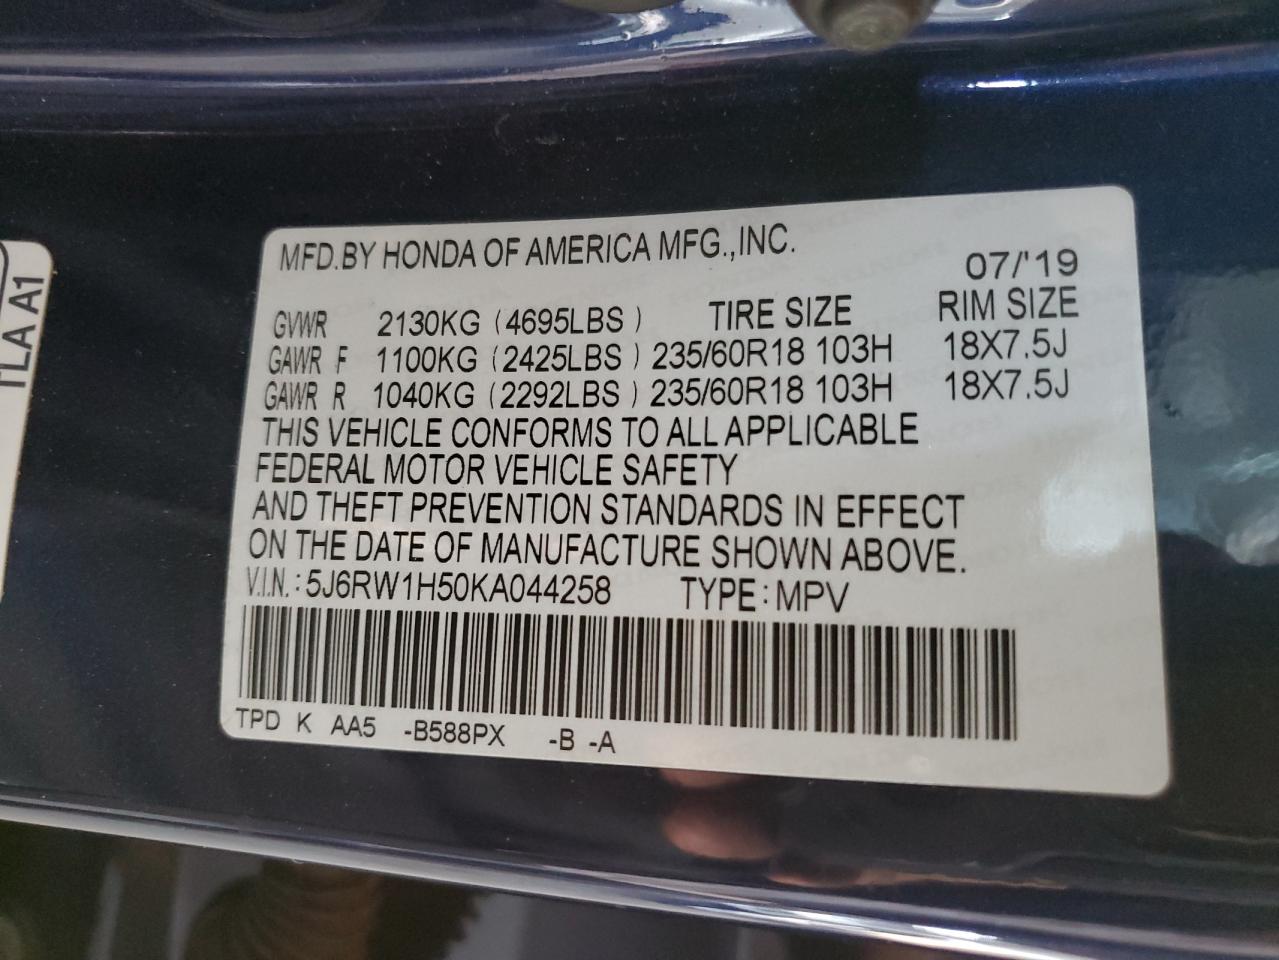 MFD.BY HONDA OF AMERICA MFG.,INC.
07/'19
GVWR 2130KG (4695LBS) TIRE SIZE RIM SIZE
GAWR F 1100KG (2425LBS) 235/60R18 103H 18X7.5J
GAWR R 1040KG (2292LBS) 235/60R18 103H 18X7.5J
THIS VEHICLE CONFORMS TO ALL APPLICABLE
FEDERAL MOTOR VEHICLE SAFETY
AND THEFT PREVENTION STANDARDS IN EFFECT
ON THE DATE OF MANUFACTURE SHOWN ABOVE.
V.I.N.: 5J6RW1H50KA044258 TYPE: MPV
TPD K AA5 -B588PX -B -A
TLA A1